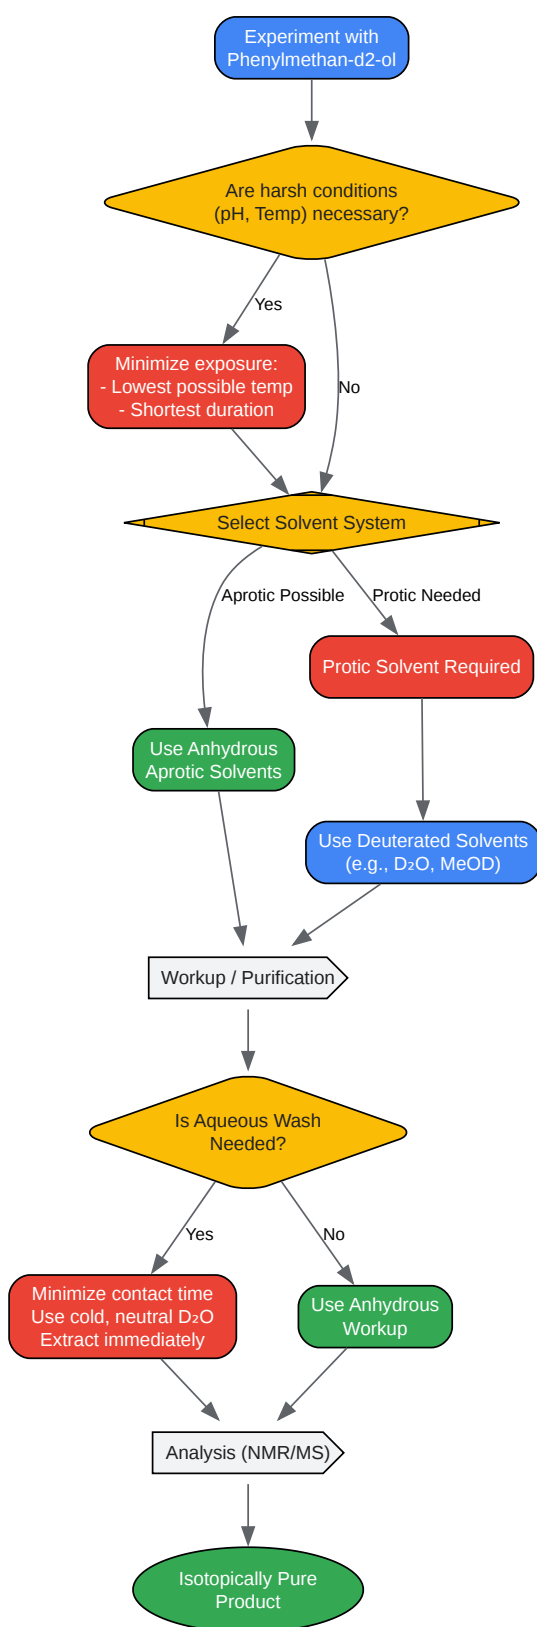 Experiment with
Phenylmethan-d2-ol
Are harsh conditions
(pH, Temp) necessary?
Yes
Minimize exposure:
- Lowest possible temp
- Shortest duration
No
Select Solvent System
Aprotic Possible
Protic Needed
Protic Solvent Required
Use Anhydrous
Aprotic Solvents
Use Deuterated Solvents
(e.g., D₂O, MeOD)
Workup / Purification
Is Aqueous Wash
Needed?
Yes
No
Minimize contact time
Use cold, neutral D₂O
Extract immediately
Use Anhydrous
Workup
Analysis (NMR/MS)
Isotopically Pure
Product